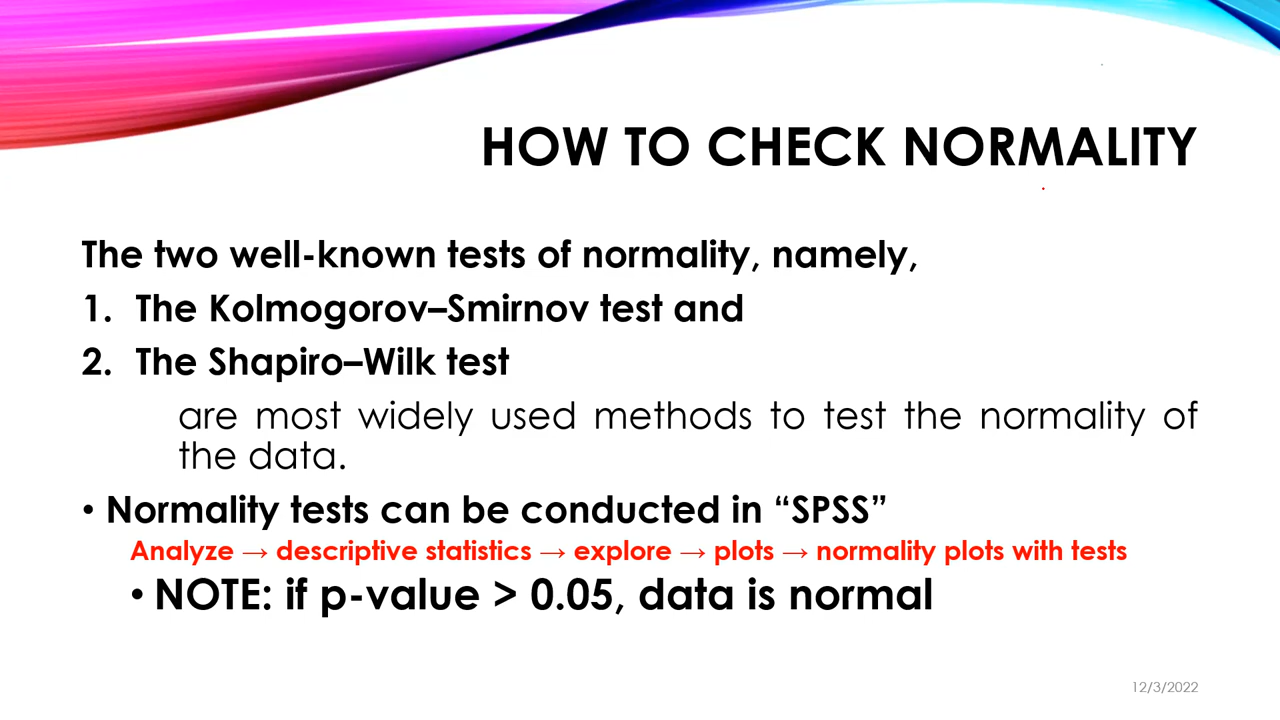 HOW TO CHECK NORMALITY
The two well-known tests of normality, namely,
1. The Kolmogorov–Smirnov test and
2. The Shapiro–Wilk test
are most widely used methods to test the normality of
the data.
• Normality tests can be conducted in “SPSS”
Analyze → descriptive statistics → explore → plots → normality plots with tests
• NOTE: if p-value > 0.05, data is normal
12/3/2022